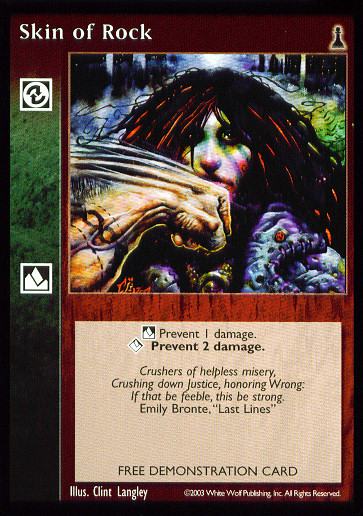 Skin of Rock
Prevent 1 damage.
Prevent 2 damage.
Crushers of helpless misery,
Crushing down Justice, honoring Wrong:
If that be feeble, this be strong.
Emily Bronte, “Last Lines”
FREE DEMONSTRATION CARD
Illus. Clint Langley
©2003 White Wolf Publishing, Inc. All Rights Reserved.